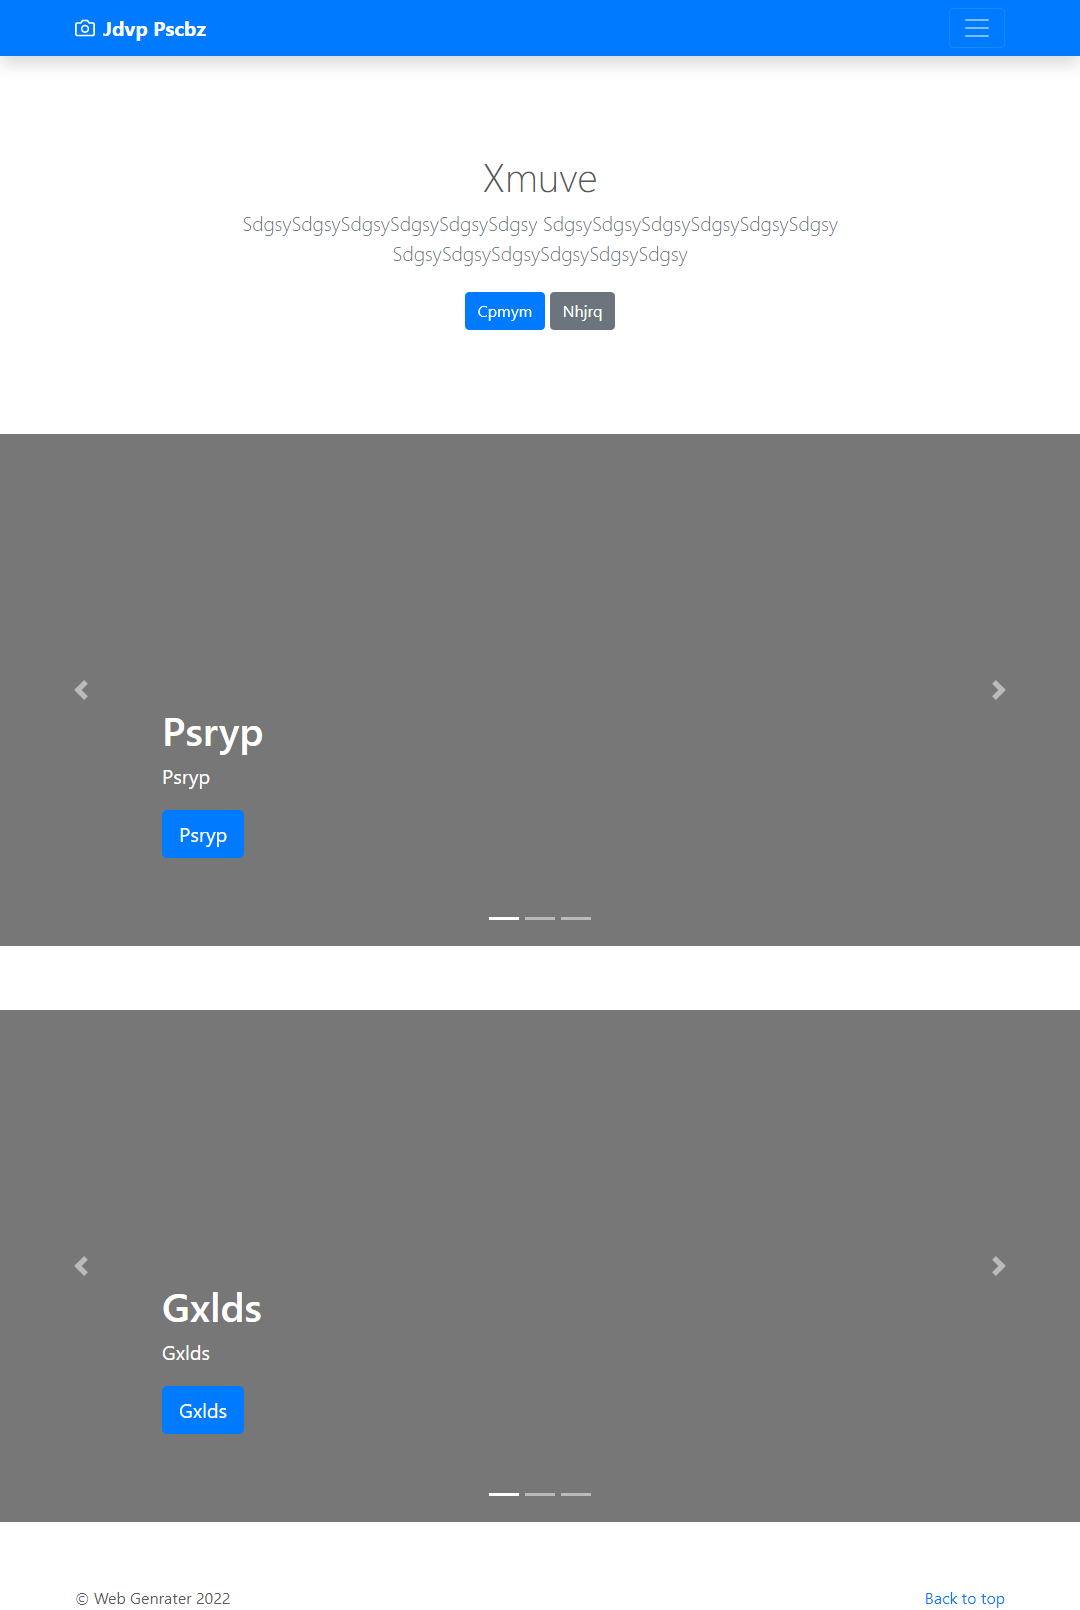 Jdvp Pscbz
Xmuve
SdgsySdgsySdgsySdgsySdgsySdgsy SdgsySdgsySdgsySdgsySdgsySdgsy
SdgsySdgsySdgsySdgsySdgsySdgsy
Cpmym Nhjrq
Psryp
Psryp
Psryp
Gxlds
Gxlds
Gxlds
© Web Genrater 2022 Back to top